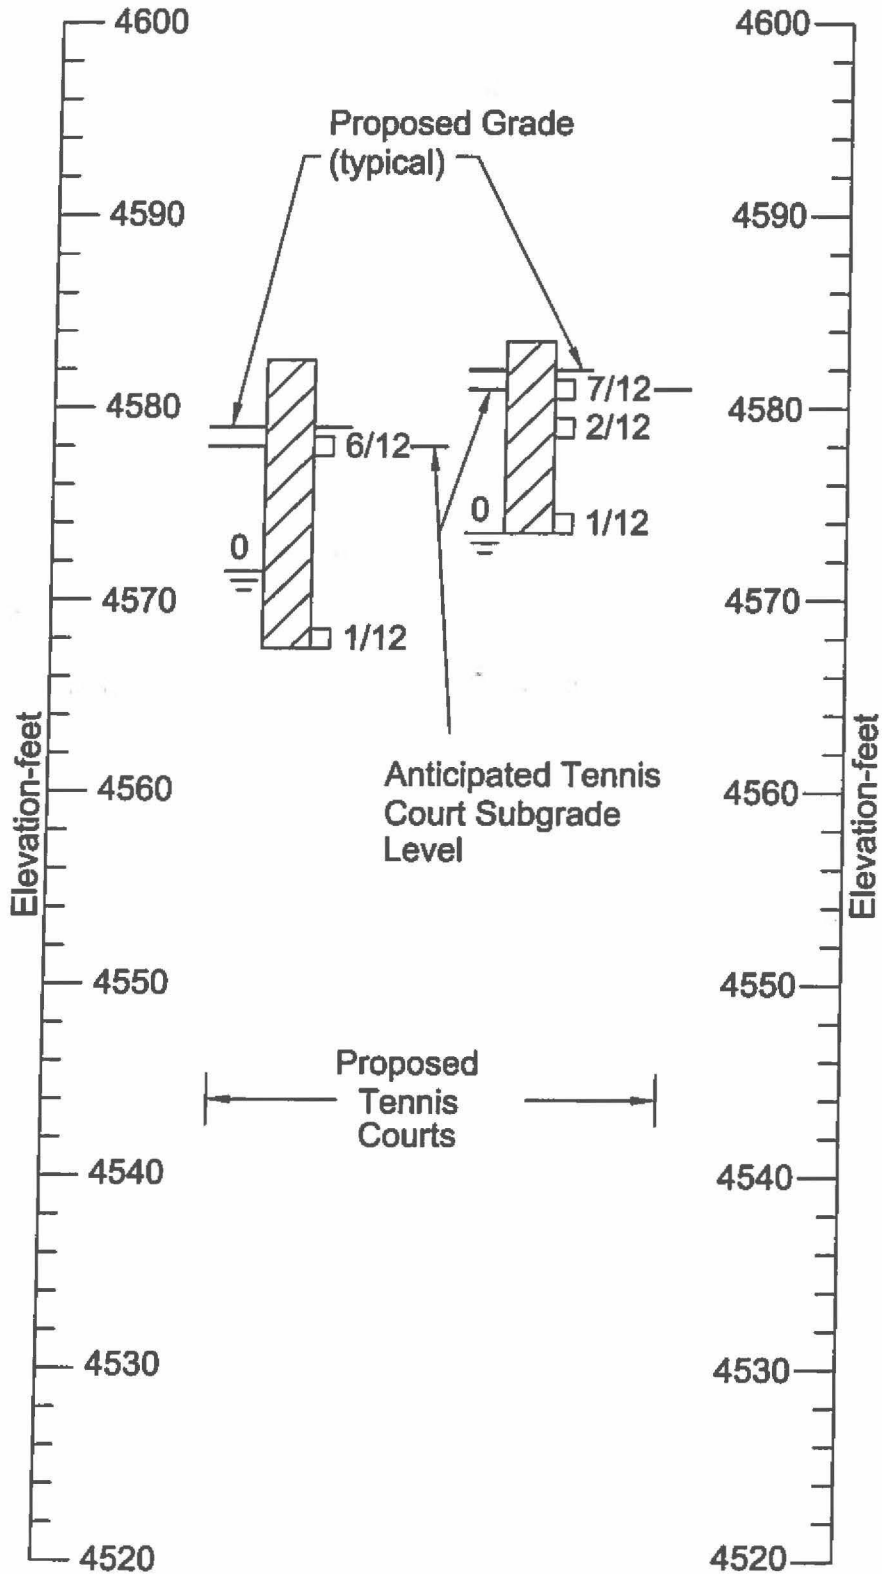 4600
4600
Proposed Grade
(typical)
4590
4590
4580
7/12
4580
2/12
6/12
0
1/12
0
4570
4570
1/12
Elevation-feet
Elevation-feet
Anticipated Tennis
Court Subgrade
Level
4560
4560
4550
4550
Proposed
Tennis
Courts
4540
4540
4530
4530
4520
4520